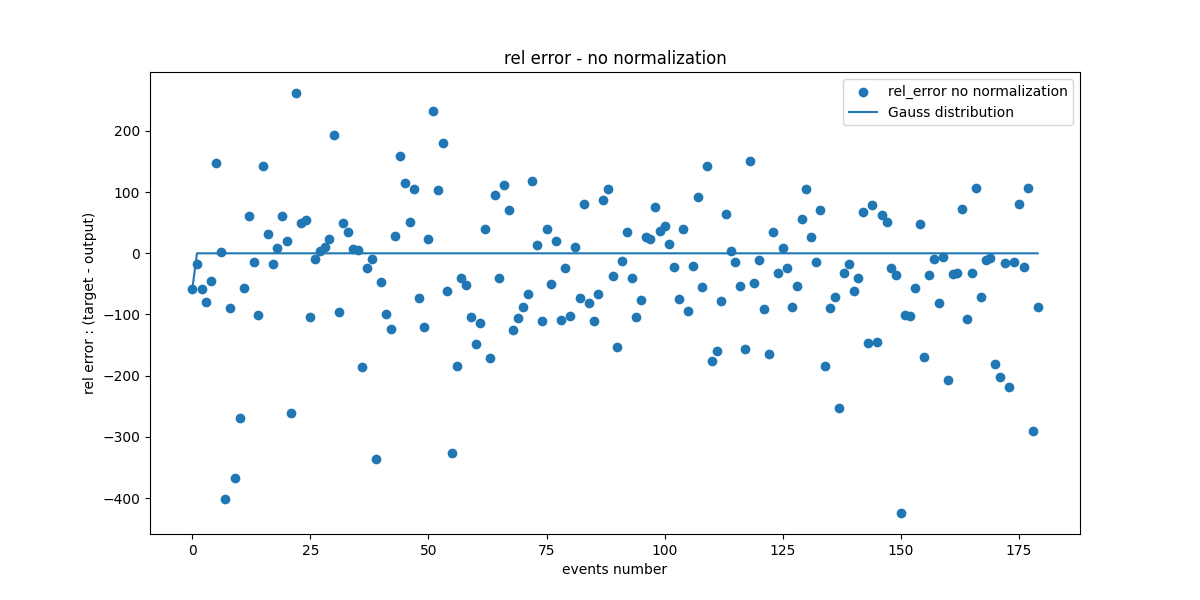 rel error - no normalization
rel_error no normalization
Gauss distribution
200
100
0
−100
−200
−300
−400
rel error : (target - output)
0 25 50 75 100 125 150 175
events number